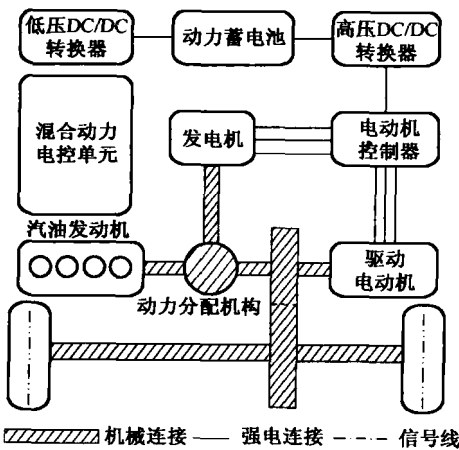 低压DC/DC
转换器
动力蓄电池
高压DC/DC
转换器
混合动力
电控单元
发电机
电动机
控制器
汽油发动机
驱动
电动机
动力分配机构
机械连接
强电连接
信号线